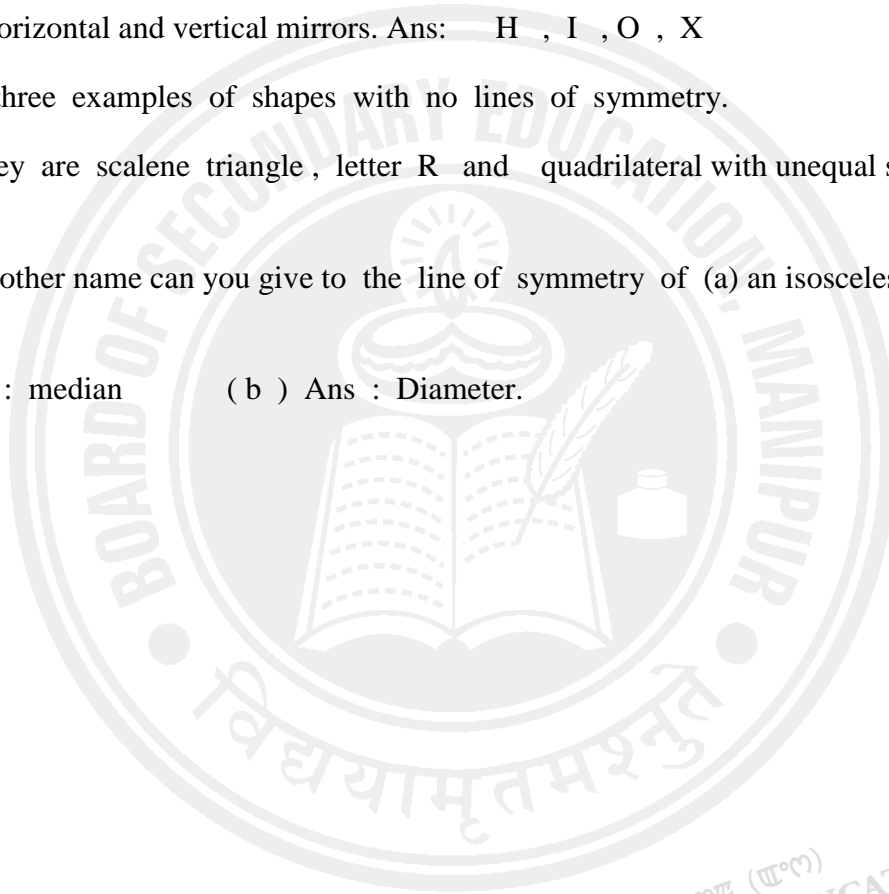 orizontal and vertical mirrors. Ans: H , I , O , X
three examples of shapes with no lines of symmetry.
ey are scalene triangle , letter R and quadrilateral with unequal s
other name can you give to the line of symmetry of (a) an isosceles
: median ( b ) Ans : Diameter.
BOARD OF SECONDARY EDUCATION, MANIPUR
विद्ययामृतमश्नुते